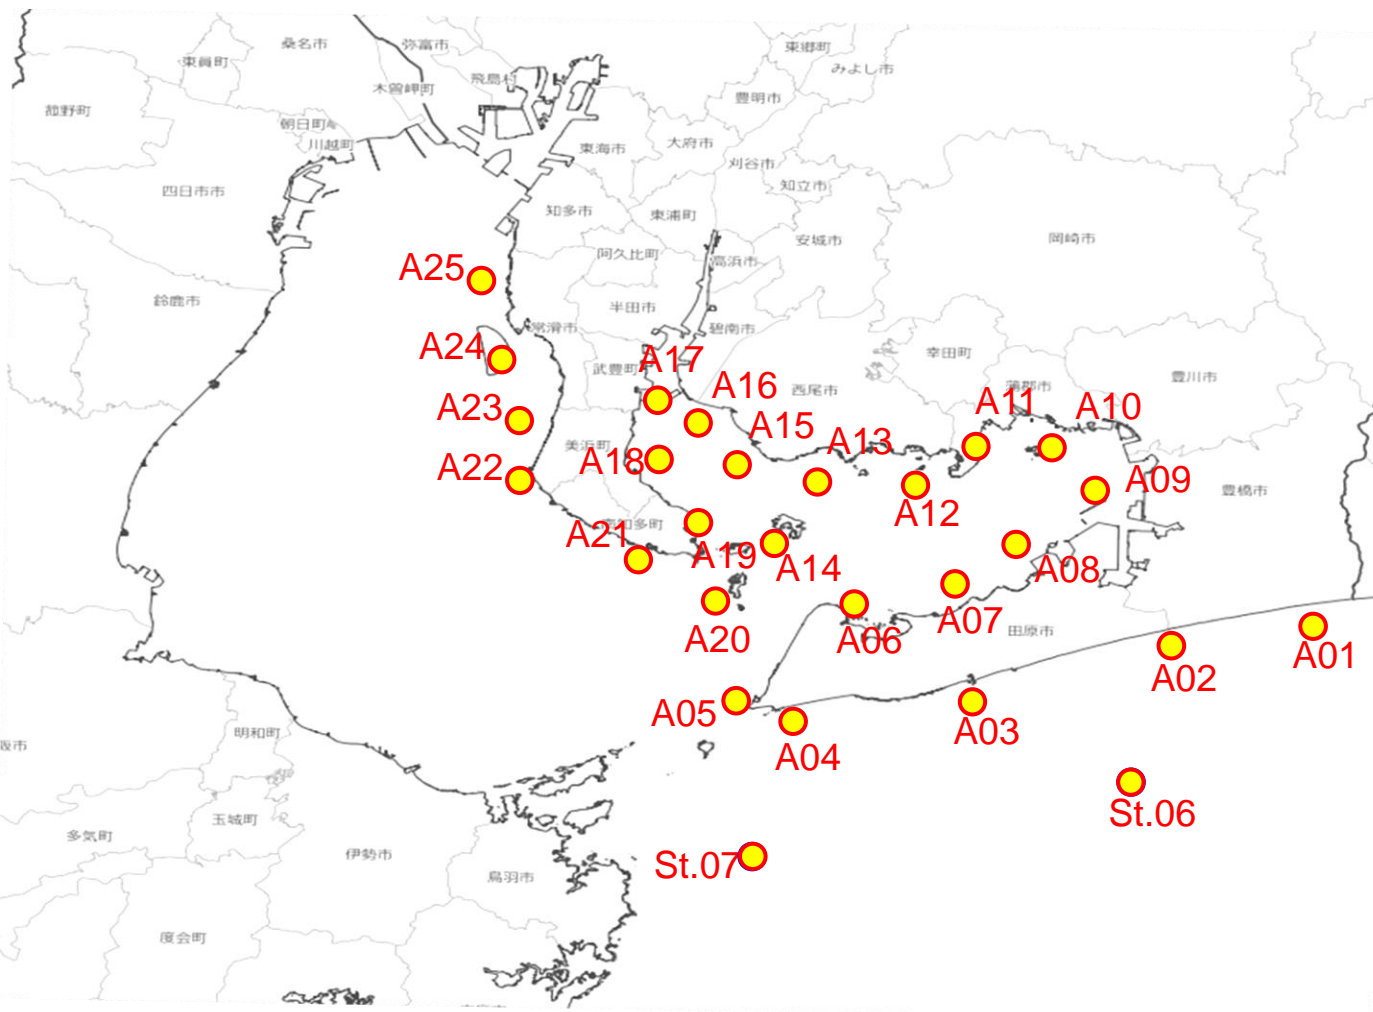 桑名市
弥富市
東郷町
東員町
みよし市
飛島村
木曽岬町
豊明市
菰野町
朝日町
川越町
東海市
大府市
刈谷市
四日市市
知立市
知多市
東浦町
安城市
岡崎市
阿久比町
高浜市
A25
鈴鹿市
半田市
常滑市
碧南市
A24
A17
幸田町
武豊町
西尾市
蒲郡市
豊川市
A16
A23
A15
A11
A10
美浜町
A18
A13
A22
A09
豊橋市
A12
南知多町
A21
A19
A14
A08
A07
A20
A06
田原市
A01
A02
A05
明和町
阪市
A04
A03
玉城町
St.06
多気町
伊勢市
St.07
鳥羽市
度会町